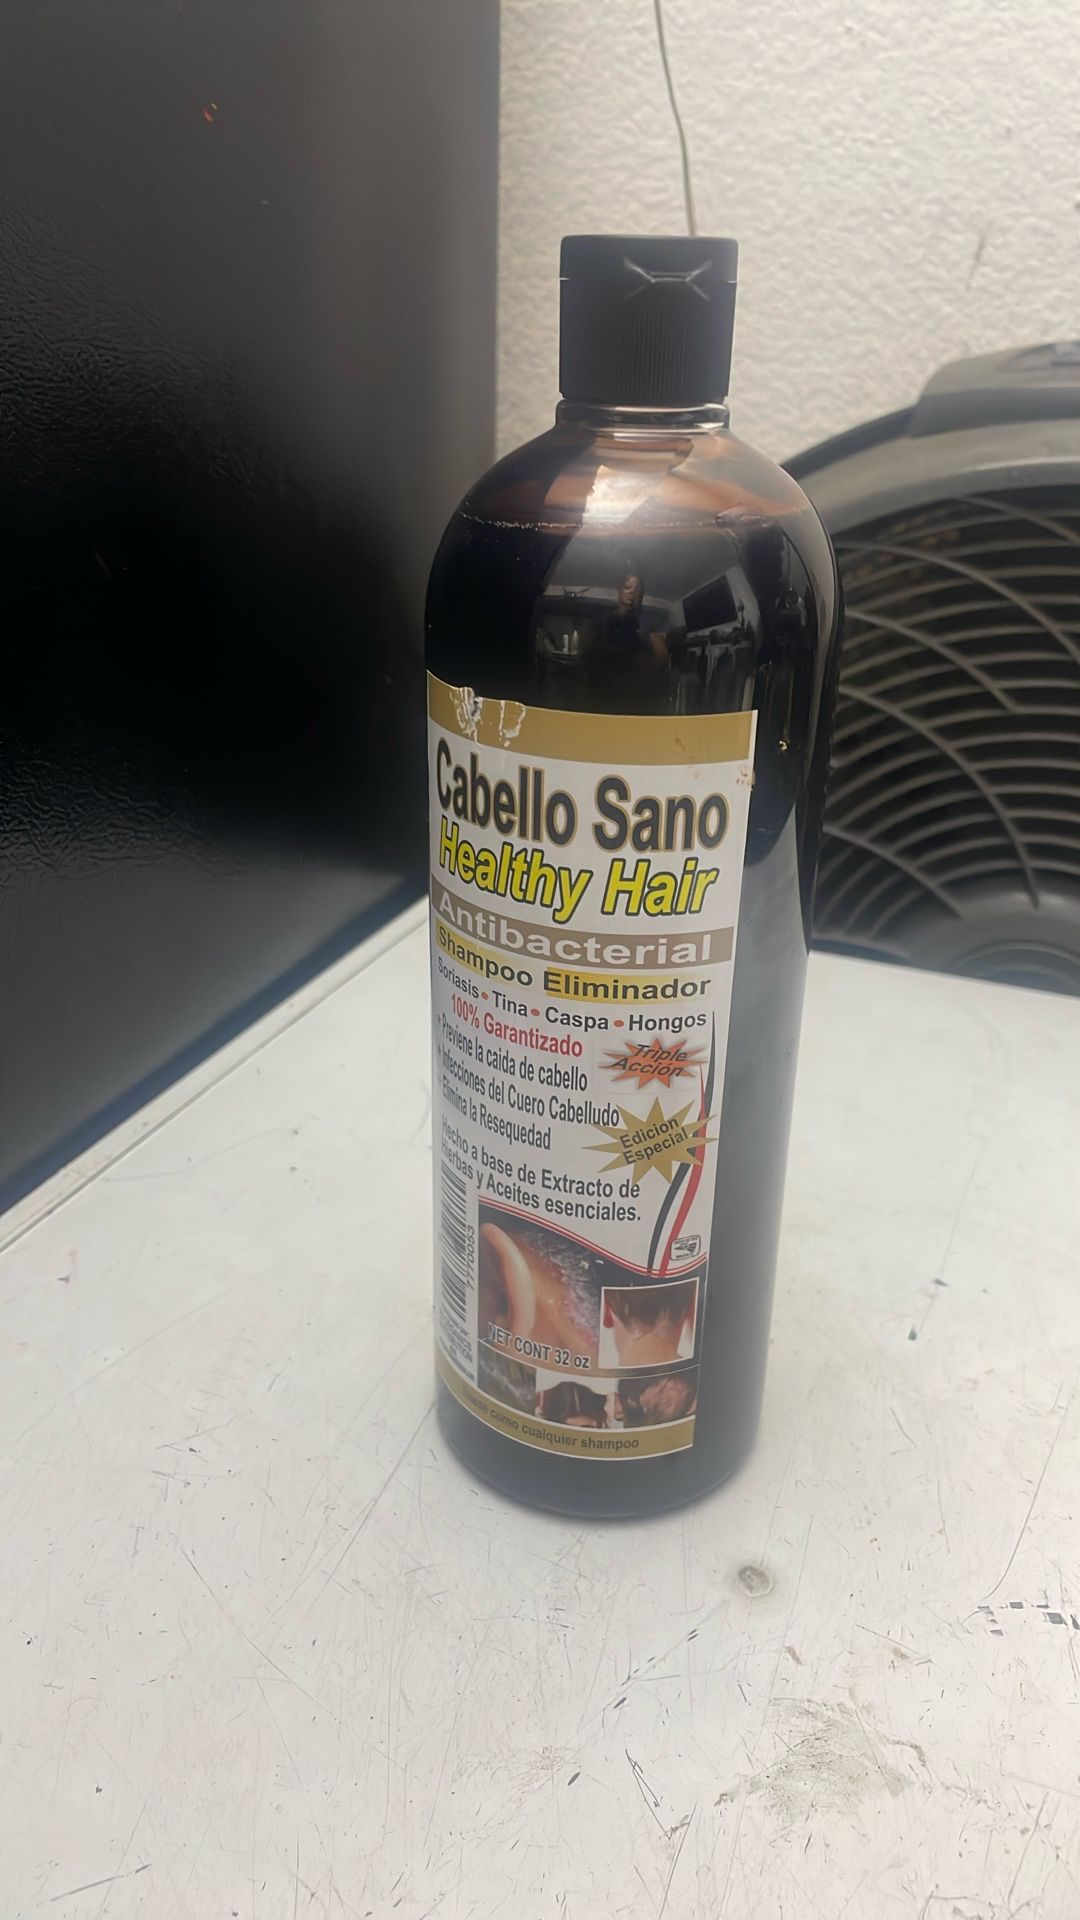 Cabello Sano
Healthy Hair
Antibacterial
Shampoo Eliminador
Soriasis • Tina • Caspa • Hongos
100% Garantizado
Triple
Acción
Previene la caida de cabello
Infecciones del Cuero Cabelludo
Elimina la Resequedad
Edicion
Especial
Hecho a base de Extracto de
Hierbas y Aceites esenciales.
7770053
NET CONT 32 oz
como cualquier shampoo